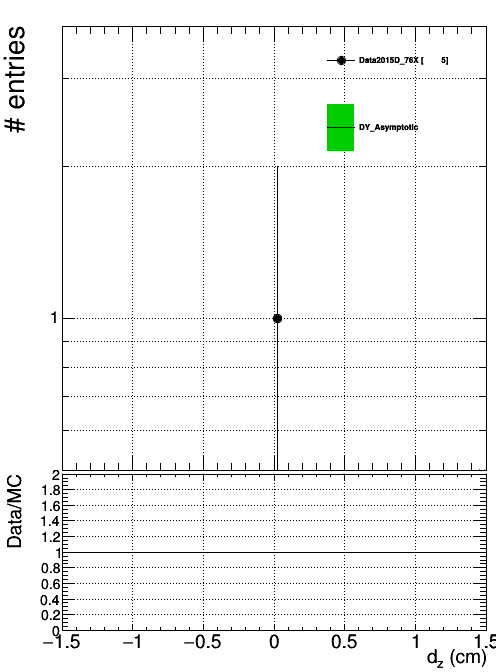 # entries
Data2015D_76X [ 5]
DY_Asymptotic
1
Data/MC
2
1.8
1.6
1.4
1.2
1
0.8
0.6
0.4
0.2
0
−1.5 −1 −0.5 0 0.5 1 1.5
d_z (cm)